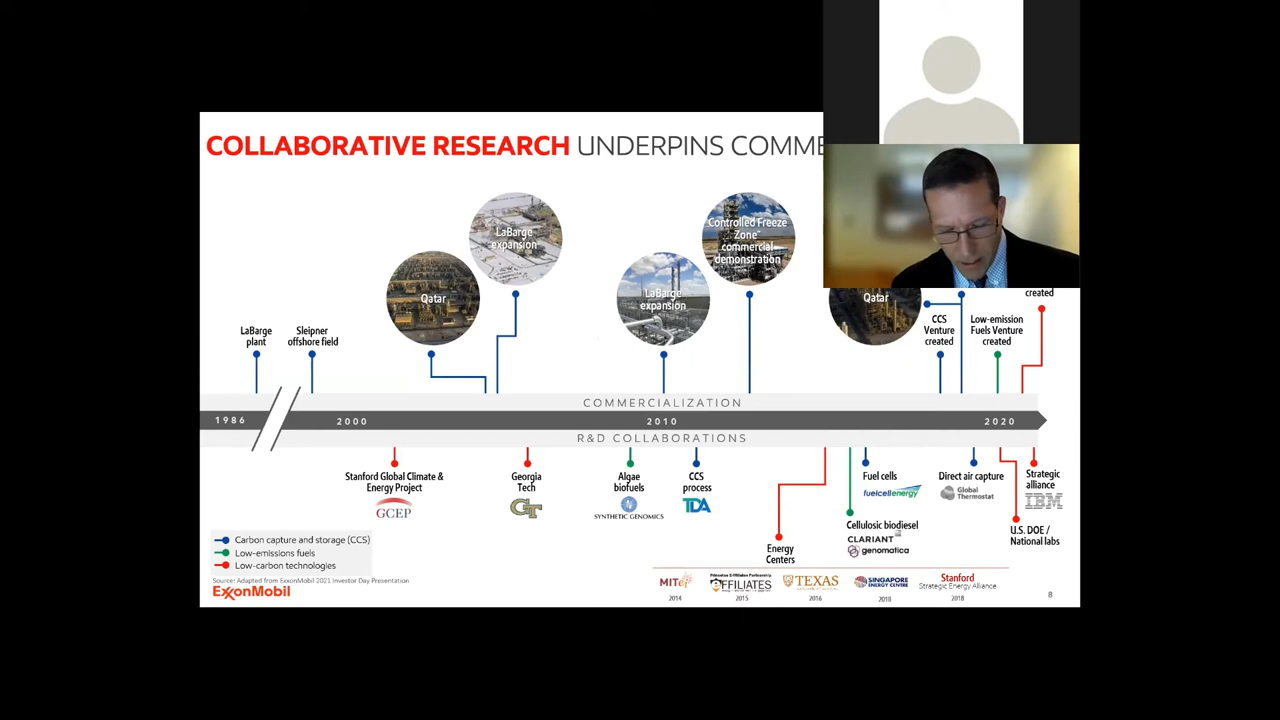 COLLABORATIVE RESEARCH UNDERPINS COMME
LaBarge
expansion
Controlled Freeze
Zone™
commercial
demonstration
Qatar
LaBarge
expansion
Qatar
created
LaBarge
plant
Sleipner
offshore field
CCS
Venture
created
Low-emission
Fuels Venture
created
COMMERCIALIZATION
1986
2000
2010
2020
R&D COLLABORATIONS
Stanford Global Climate &
Energy Project
GCEP
Georgia
Tech
GT
Algae
biofuels
SYNTHETIC GENOMICS
CCS
process
TDA
Fuel cells
fuelcellenergy
Direct air capture
Global
Thermostat
Strategic
alliance
IBM
Cellulosic biodiesel
CLARIANT
genomatica
U.S. DOE /
National labs
Energy
Centers
Carbon capture and storage (CCS)
Low-emissions fuels
Low-carbon technologies
Source: Adapted from ExxonMobil 2021 Investor Day Presentation
ExxonMobil
MITei
2014
EFFILIATES
2015
TEXAS
2016
SINGAPORE
ENERGY CENTRE
2018
Stanford
Strategic Energy Alliance
2018
8